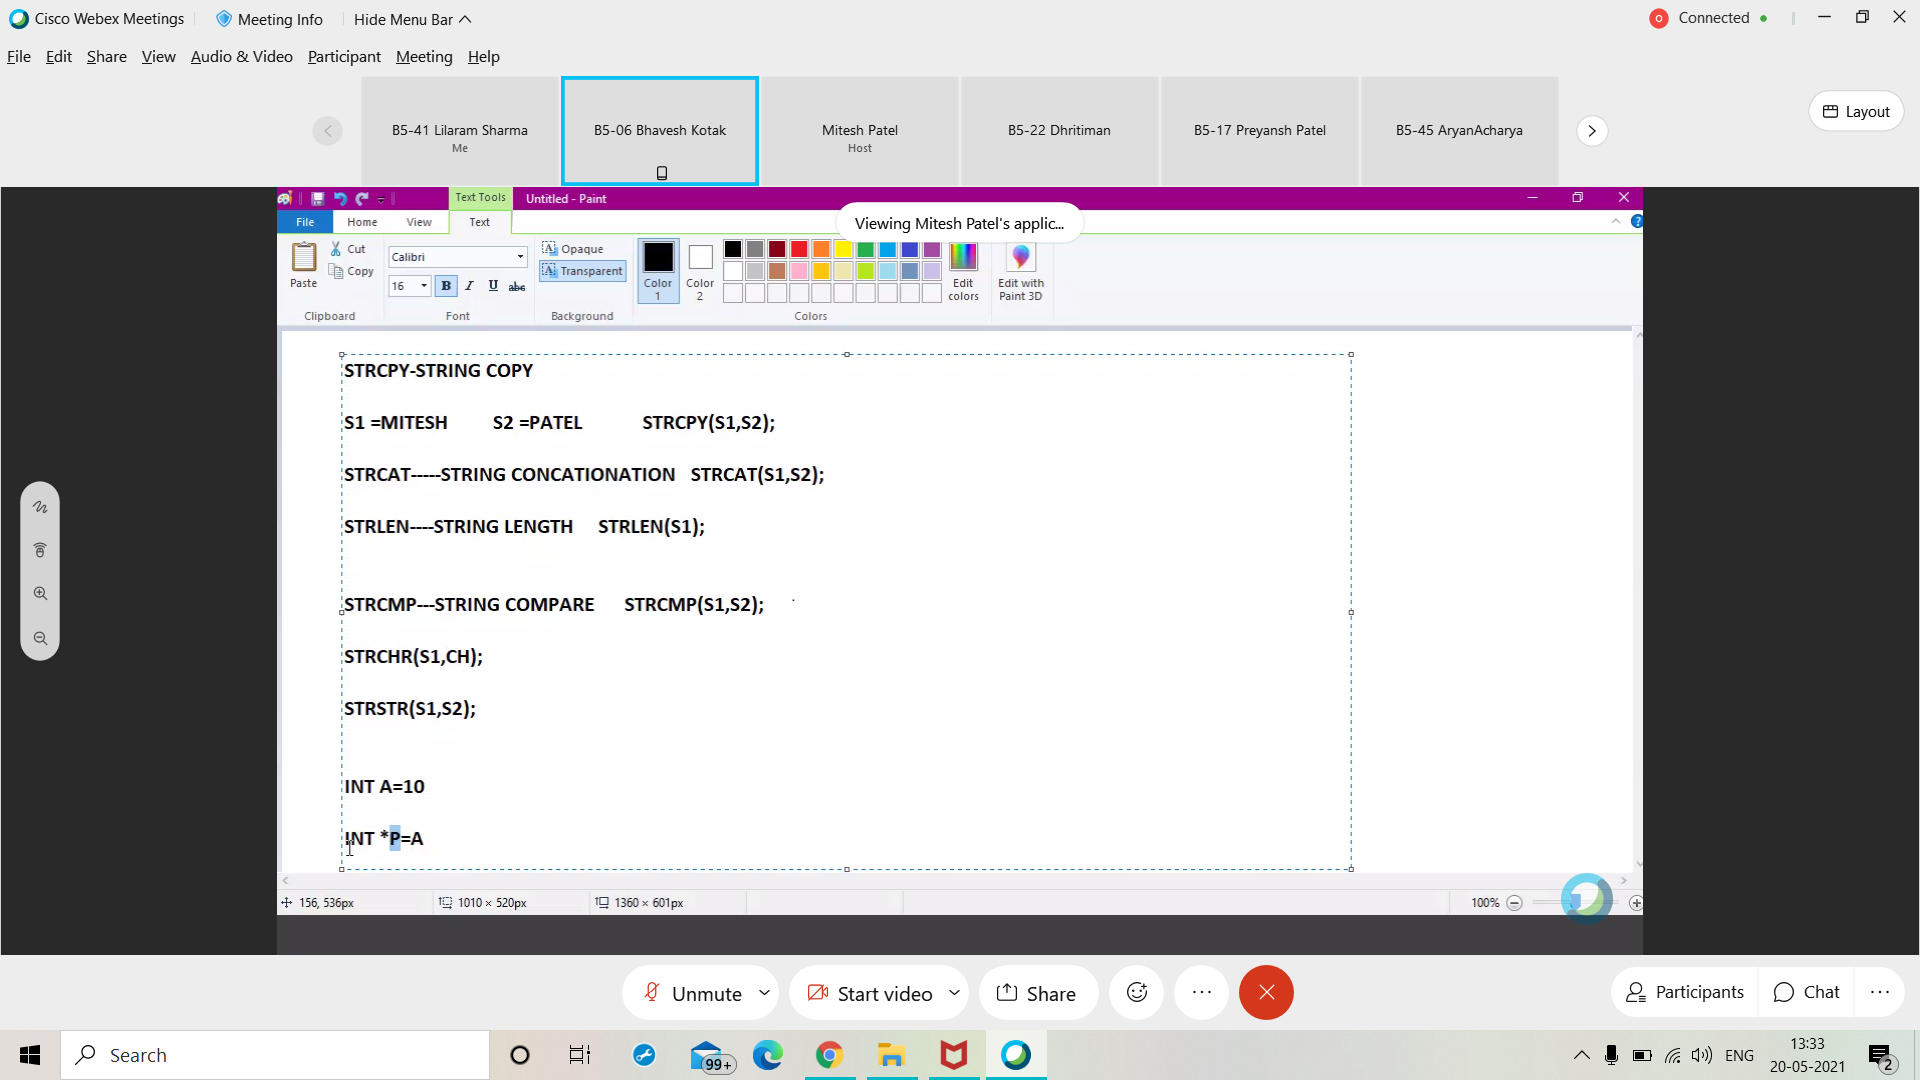 Cisco Webex Meetings Meeting Info Hide Menu Bar Connected
File Edit Share View Audio & Video Participant Meeting Help
B5-41 Lilaram Sharma B5-06 Bhavesh Kotak Mitesh Patel B5-22 Dhritiman B5-17 Preyansh Patel B5-45 AryanAcharya
Me Host
Layout
Text Tools Untitled - Paint
File Home View Text
Viewing Mitesh Patel's applic...
Paste Cut Copy
Calibri
16 B I U abc
Opaque
Transparent
Color 1 Color 2 Edit colors Edit with Paint 3D
Clipboard Font Background Colors
STRCPY-STRING COPY
S1 =MITESH S2 =PATEL STRCPY(S1,S2);
STRCAT-----STRING CONCATIONATION STRCAT(S1,S2);
STRLEN----STRING LENGTH STRLEN(S1);
STRCMP---STRING COMPARE STRCMP(S1,S2);
STRCHR(S1,CH);
STRSTR(S1,S2);
INT A=10
INT *P=A
156, 536px 1010 × 520px 1360 × 601px 100%
Unmute Start video Share Participants Chat
Search 99+ ENG 13:33
20-05-2021 2